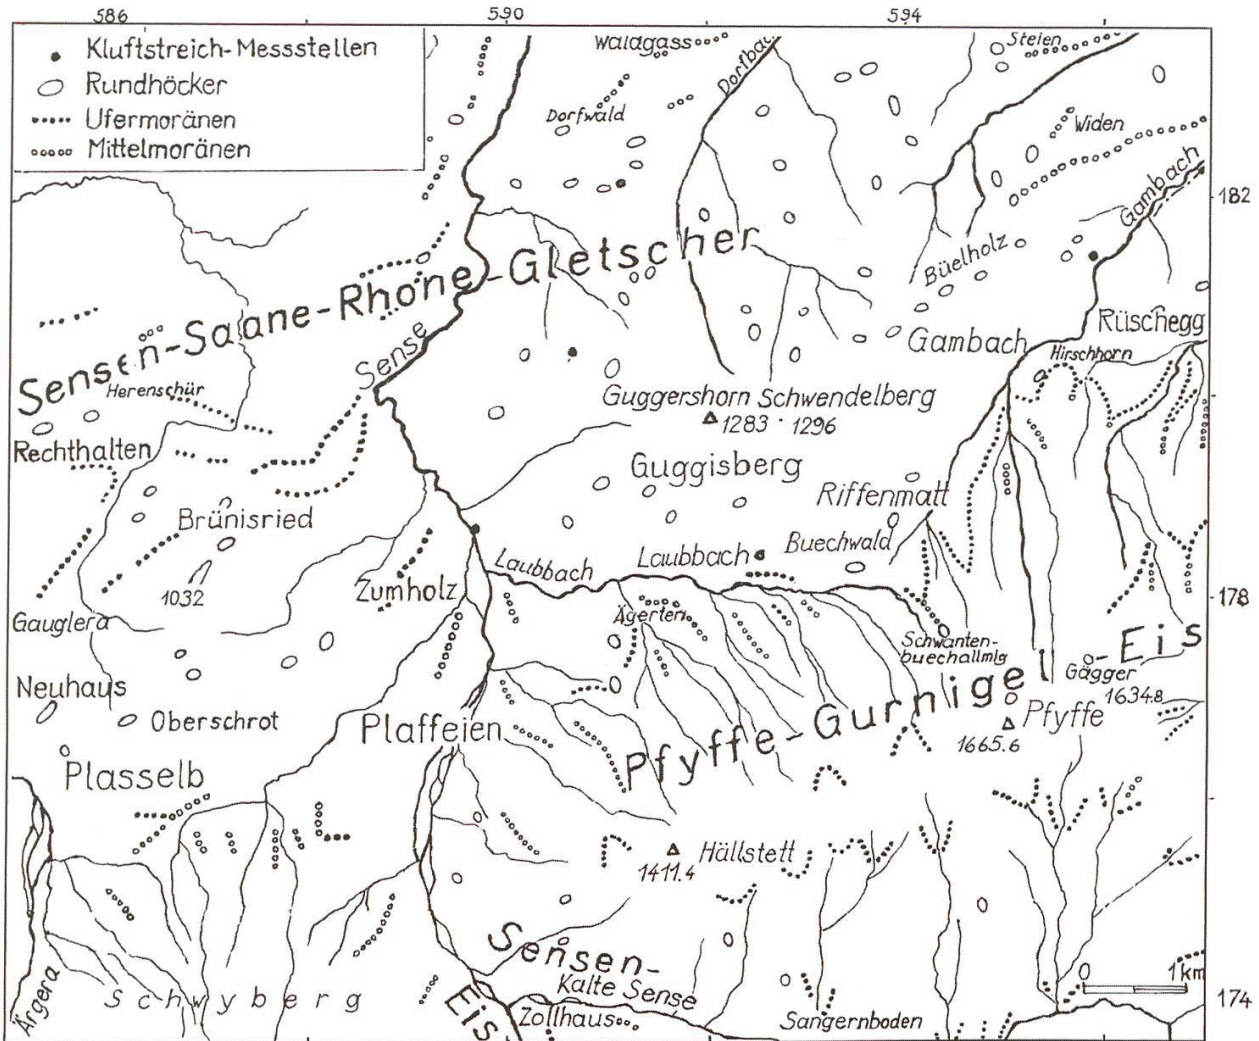 586 590 594
Kluftstreich-Messstellen
Rundhöcker
Ufermoränen
Mittelmoränen
Waldgass
Dorfbach
Steien
Dorfwald
Widen
Gambach
182
Büelholz
Sensen-Saane-Rhone-Gletscher
Sense
Gambach
Rüschegg
Hirschhorn
Herenschür
Guggershorn Schwendelberg
1283 · 1296
Rechthalten
Guggisberg
Riffenmatt
Brünisried
Buechwald
Laubbach
Laubbach
1032
Zumholz
178
Gauglera
Ägerten
Schwanten-
buechallmig
Gägger
1634.8
Neuhaus
Oberschrot
Plaffeien
Pfyffe-Gurnigel-Eis
Pfyffe
1665.6
Plasselb
Hällstett
1411.4
Sensen-
Eis
Kalte Sense
0 1km
Schwyberg
Ärgera
Zollhaus
Sangernboden
174